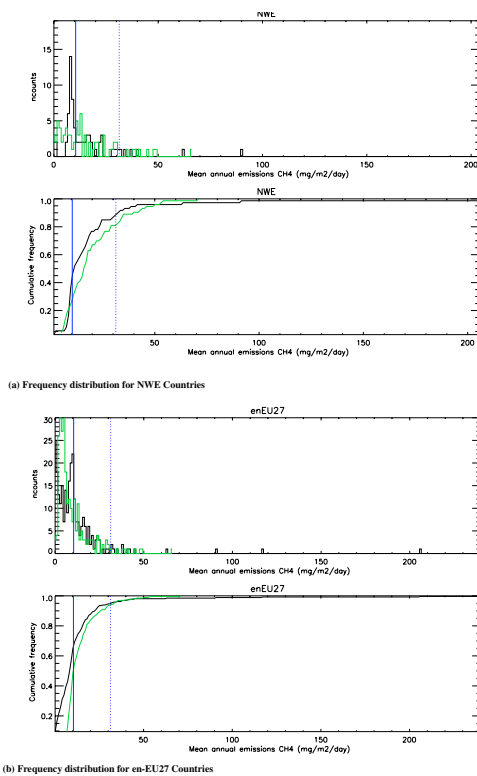 NWE
15
10
5
0
ncounts
0 50 100 150 200
Mean annual emissions CH4 (mg/m2/day)
NWE
1.0
0.8
0.6
0.4
0.2
Cumulative frequency
50 100 150 200
Mean annual emissions CH4 (mg/m2/day)
(a) Frequency distribution for NWE Countries
enEU27
30
25
20
15
10
5
0
ncounts
0 50 100 150 200
Mean annual emissions CH4 (mg/m2/day)
enEU27
1.0
0.8
0.6
0.4
0.2
Cumulative frequency
50 100 150 200
Mean annual emissions CH4 (mg/m2/day)
(b) Frequency distribution for en-EU27 Countries